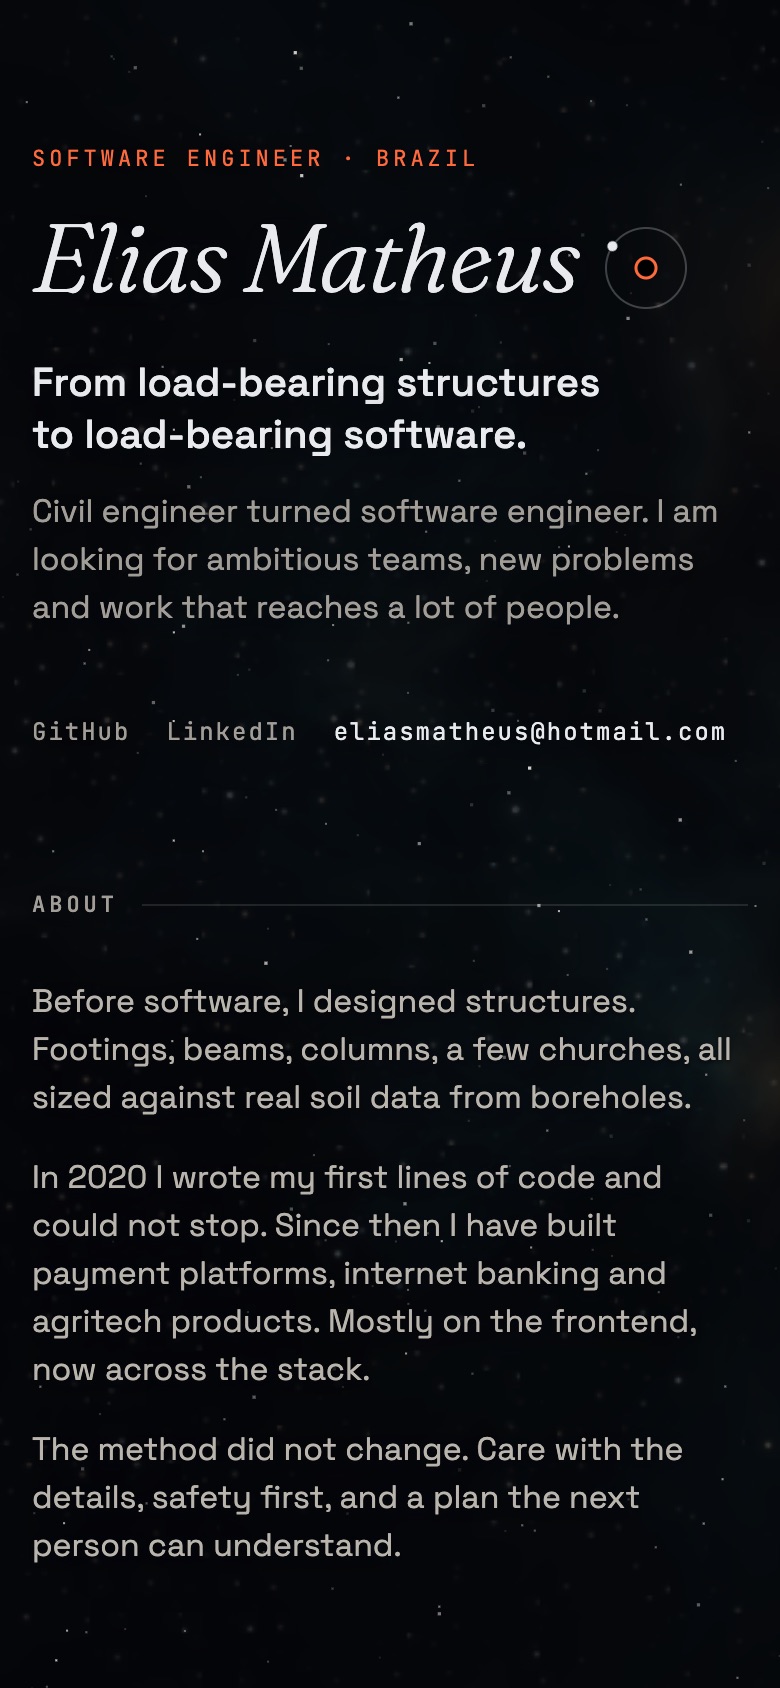 SOFTWARE ENGINEER · BRAZIL
Elias Matheus
From load-bearing structures
to load-bearing software.
Civil engineer turned software engineer. I am
looking for ambitious teams, new problems
and work that reaches a lot of people.
GitHub LinkedIn eliasmatheus@hotmail.com
ABOUT
Before software, I designed structures.
Footings, beams, columns, a few churches, all
sized against real soil data from boreholes.
In 2020 I wrote my first lines of code and
could not stop. Since then I have built
payment platforms, internet banking and
agritech products. Mostly on the frontend,
now across the stack.
The method did not change. Care with the
details, safety first, and a plan the next
person can understand.